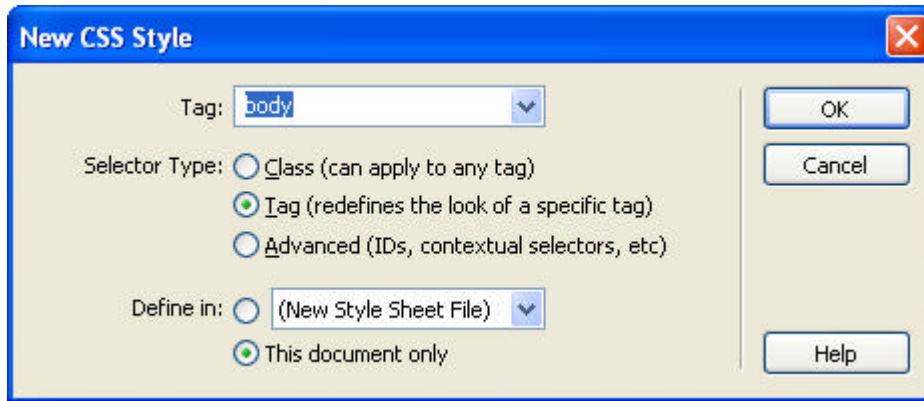 New CSS Style
Tag: body
OK
Selector Type: Class (can apply to any tag)
Cancel
Tag (redefines the look of a specific tag)
Advanced (IDs, contextual selectors, etc)
Define in: (New Style Sheet File)
This document only
Help